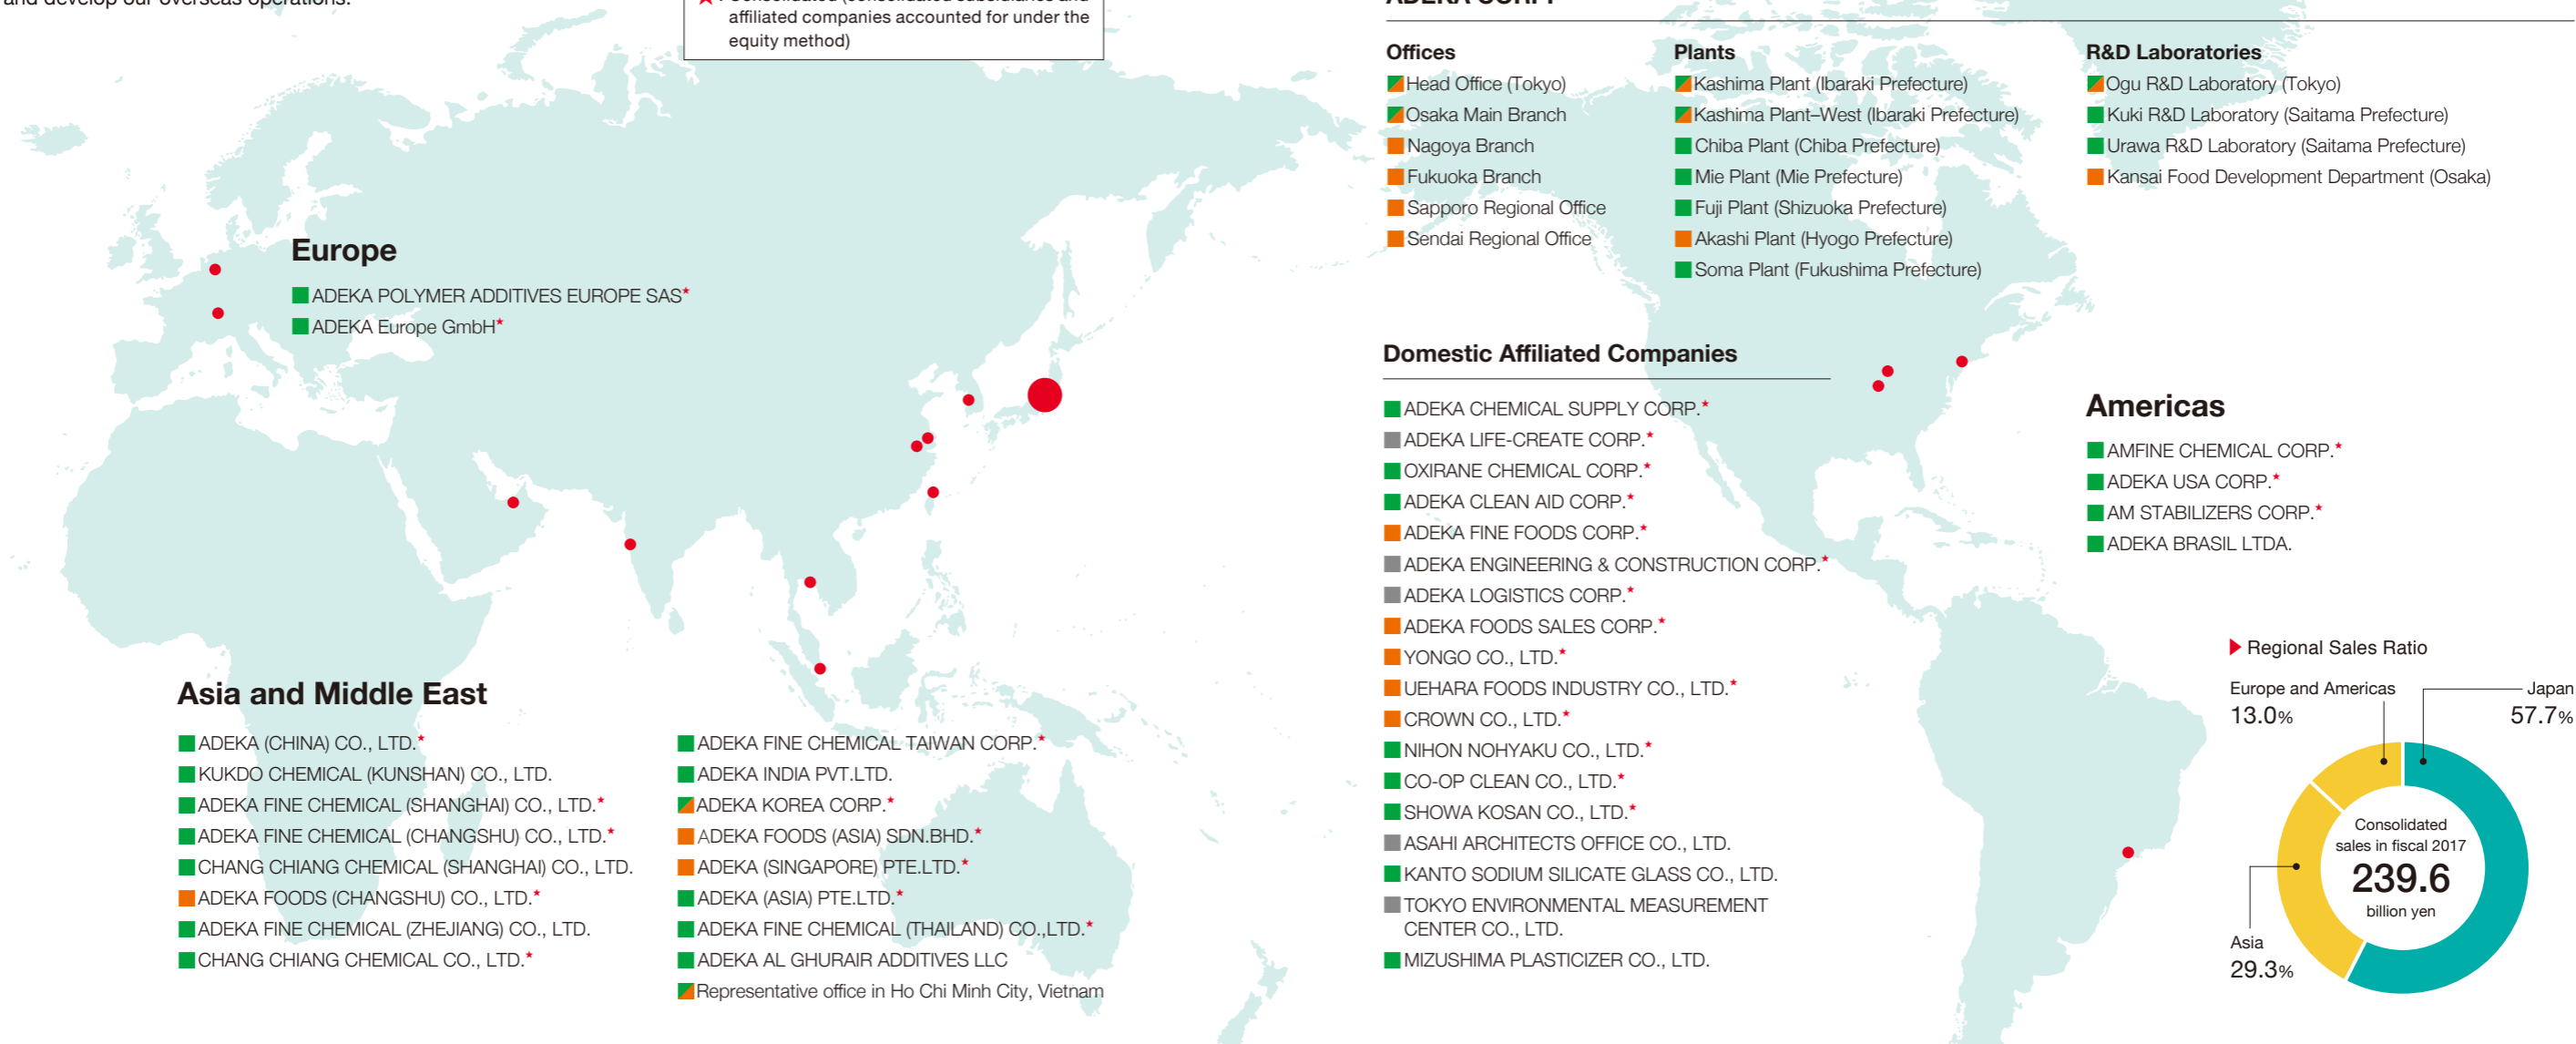 and develop our overseas operations.
affiliated companies accounted for under the
equity method)
Europe
ADEKA POLYMER ADDITIVES EUROPE SAS★
ADEKA Europe GmbH★
Asia and Middle East
ADEKA (CHINA) CO., LTD.★
KUKDO CHEMICAL (KUNSHAN) CO., LTD.
ADEKA FINE CHEMICAL (SHANGHAI) CO., LTD.★
ADEKA FINE CHEMICAL (CHANGSHU) CO., LTD.★
CHANG CHIANG CHEMICAL (SHANGHAI) CO., LTD.
ADEKA FOODS (CHANGSHU) CO., LTD.★
ADEKA FINE CHEMICAL (ZHEJIANG) CO., LTD.
CHANG CHIANG CHEMICAL CO., LTD.★
ADEKA FINE CHEMICAL TAIWAN CORP.★
ADEKA INDIA PVT.LTD.
ADEKA KOREA CORP.★
ADEKA FOODS (ASIA) SDN.BHD.★
ADEKA (SINGAPORE) PTE.LTD.★
ADEKA (ASIA) PTE.LTD.★
ADEKA FINE CHEMICAL (THAILAND) CO.,LTD.★
ADEKA AL GHURAIR ADDITIVES LLC
Representative office in Ho Chi Minh City, Vietnam
Offices
Head Office (Tokyo)
Osaka Main Branch
Nagoya Branch
Fukuoka Branch
Sapporo Regional Office
Sendai Regional Office
Plants
Kashima Plant (Ibaraki Prefecture)
Kashima Plant–West (Ibaraki Prefecture)
Chiba Plant (Chiba Prefecture)
Mie Plant (Mie Prefecture)
Fuji Plant (Shizuoka Prefecture)
Akashi Plant (Hyogo Prefecture)
Soma Plant (Fukushima Prefecture)
R&D Laboratories
Ogu R&D Laboratory (Tokyo)
Kuki R&D Laboratory (Saitama Prefecture)
Urawa R&D Laboratory (Saitama Prefecture)
Kansai Food Development Department (Osaka)
Domestic Affiliated Companies
ADEKA CHEMICAL SUPPLY CORP.★
ADEKA LIFE-CREATE CORP.★
OXIRANE CHEMICAL CORP.★
ADEKA CLEAN AID CORP.★
ADEKA FINE FOODS CORP.★
ADEKA ENGINEERING & CONSTRUCTION CORP.★
ADEKA LOGISTICS CORP.★
ADEKA FOODS SALES CORP.★
YONGO CO., LTD.★
UEHARA FOODS INDUSTRY CO., LTD.★
CROWN CO., LTD.★
NIHON NOHYAKU CO., LTD.★
CO-OP CLEAN CO., LTD.★
SHOWA KOSAN CO., LTD.★
ASAHI ARCHITECTS OFFICE CO., LTD.
KANTO SODIUM SILICATE GLASS CO., LTD.
TOKYO ENVIRONMENTAL MEASUREMENT
CENTER CO., LTD.
MIZUSHIMA PLASTICIZER CO., LTD.
Americas
AMFINE CHEMICAL CORP.★
ADEKA USA CORP.★
AM STABILIZERS CORP.★
ADEKA BRASIL LTDA.
Regional Sales Ratio
Europe and Americas
13.0%
Japan
57.7%
Consolidated
sales in fiscal 2017
239.6
billion yen
Asia
29.3%